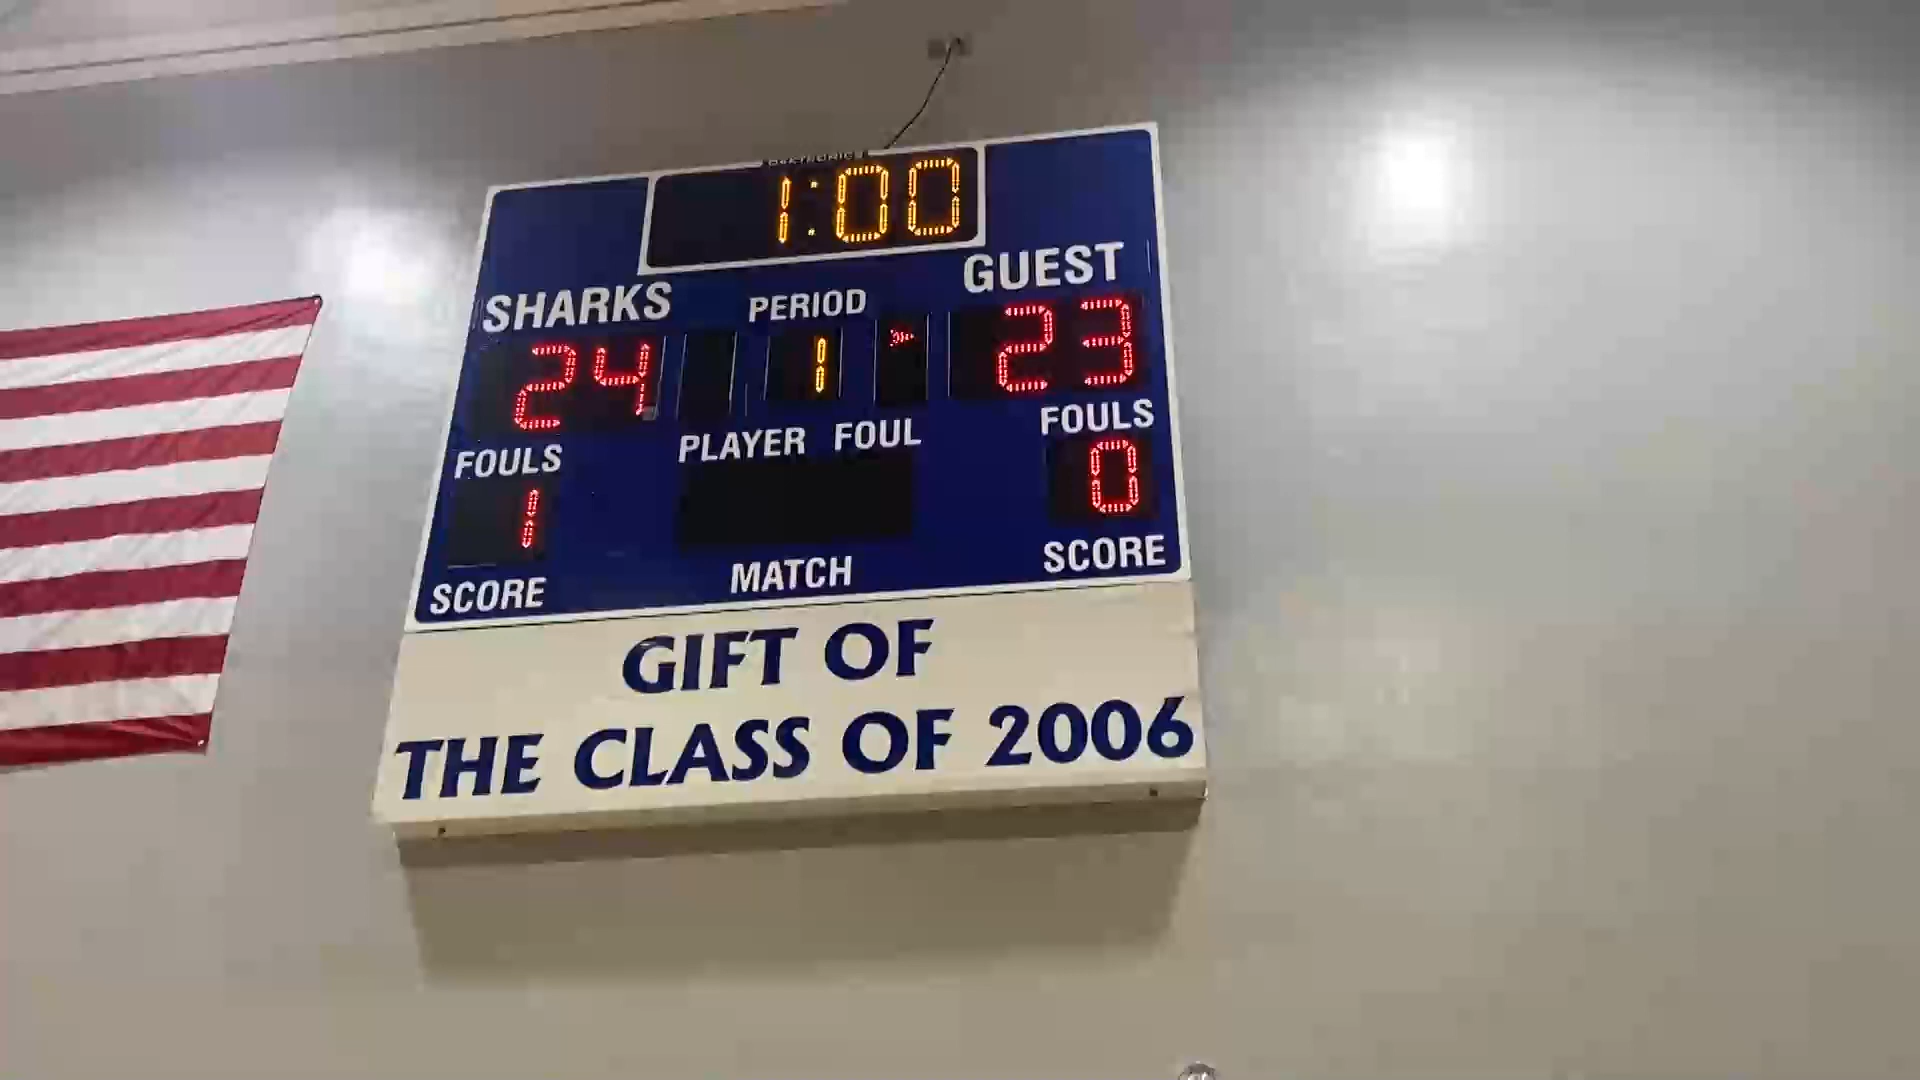 DAKTRONICS
1:00
SHARKS PERIOD GUEST
24 1 23
FOULS PLAYER FOUL FOULS
1 0
SCORE MATCH SCORE
GIFT OF
THE CLASS OF 2006